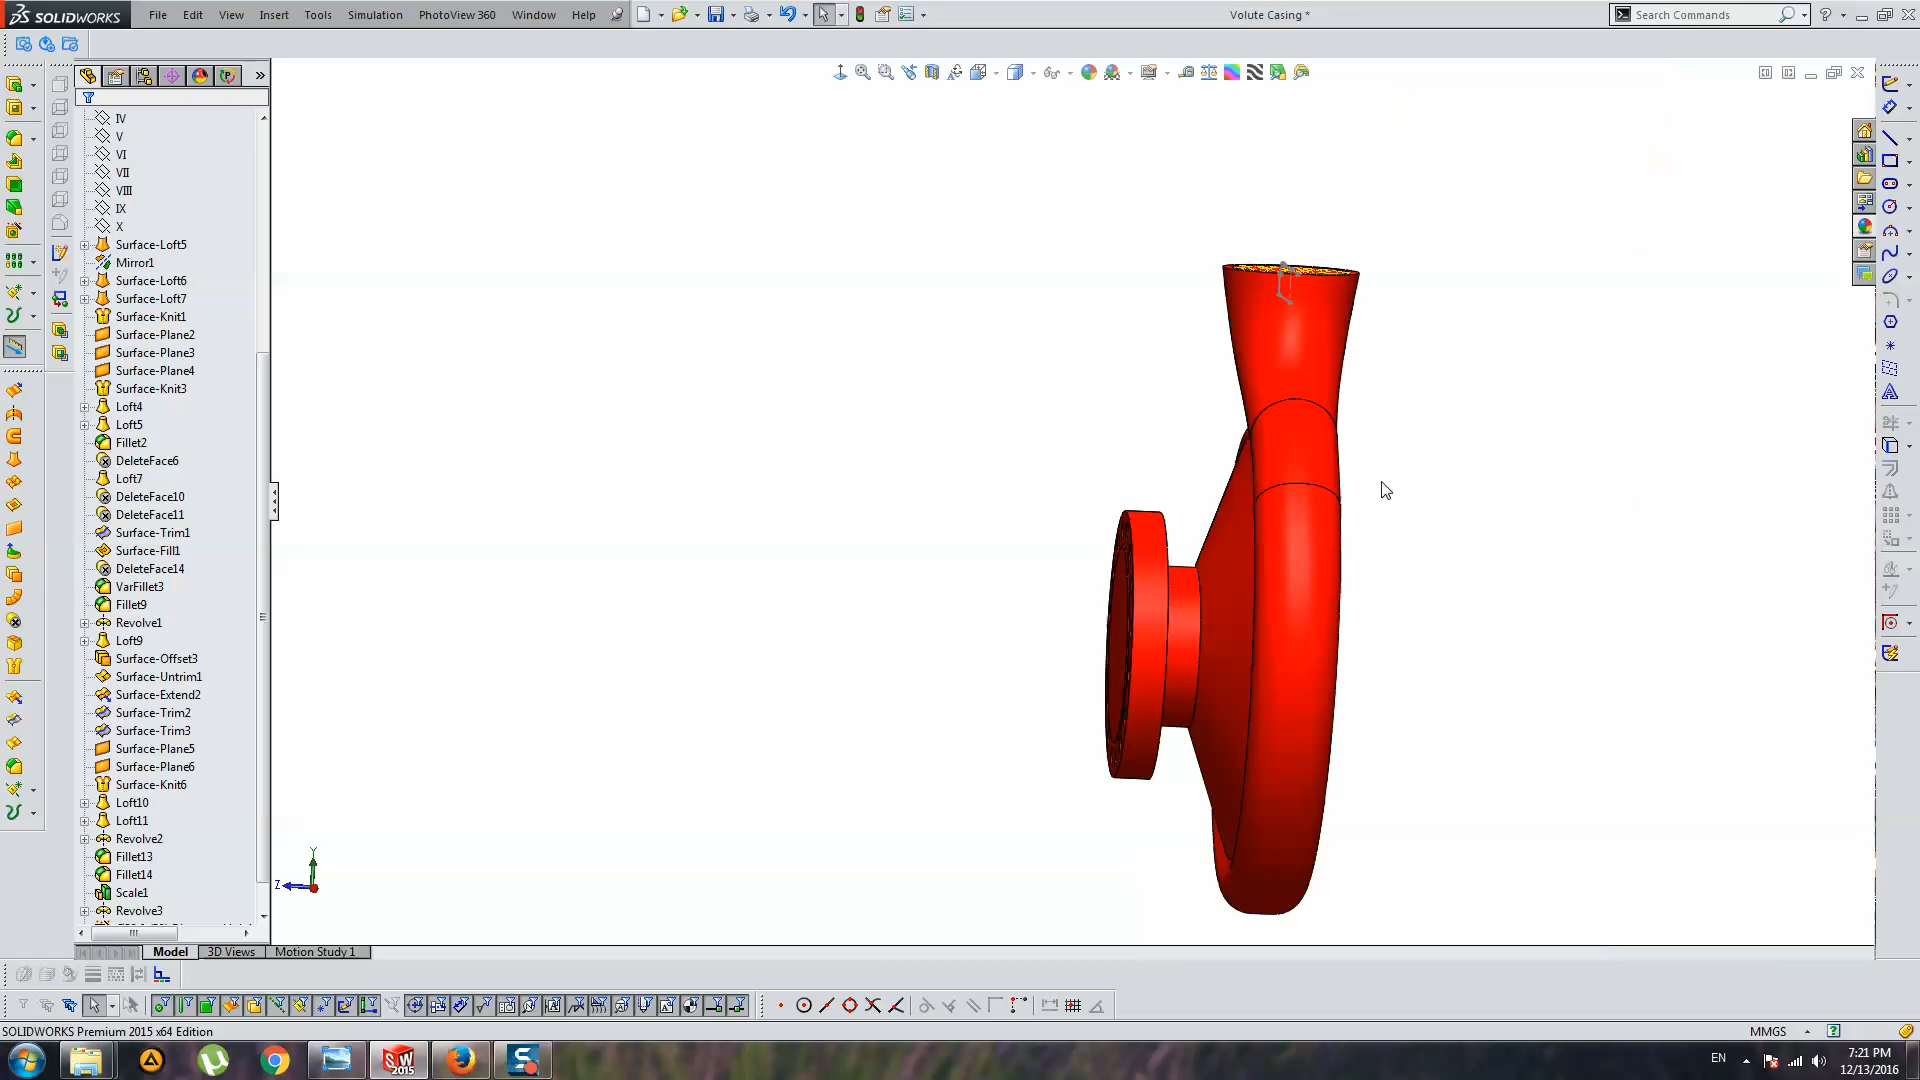 SOLIDWORKS File Edit View Insert Tools Simulation PhotoView 360 Window Help Volute Casing * Search Commands
IV
V
VI
VII
VIII
IX
X
Surface-Loft5
Mirror1
Surface-Loft6
Surface-Loft7
Surface-Knit1
Surface-Plane2
Surface-Plane3
Surface-Plane4
Surface-Knit3
Loft4
Loft5
Fillet2
DeleteFace6
Loft7
DeleteFace10
DeleteFace11
Surface-Trim1
Surface-Fill1
DeleteFace14
VarFillet3
Fillet9
Revolve1
Loft9
Surface-Offset3
Surface-Untrim1
Surface-Extend2
Surface-Trim2
Surface-Trim3
Surface-Plane5
Surface-Plane6
Surface-Knit6
Loft10
Loft11
Revolve2
Fillet13
Fillet14
Scale1
Revolve3
Y
Z
Model 3D Views Motion Study 1
SOLIDWORKS Premium 2015 x64 Edition MMGS
SW 2015 EN 7:21 PM
12/13/2016